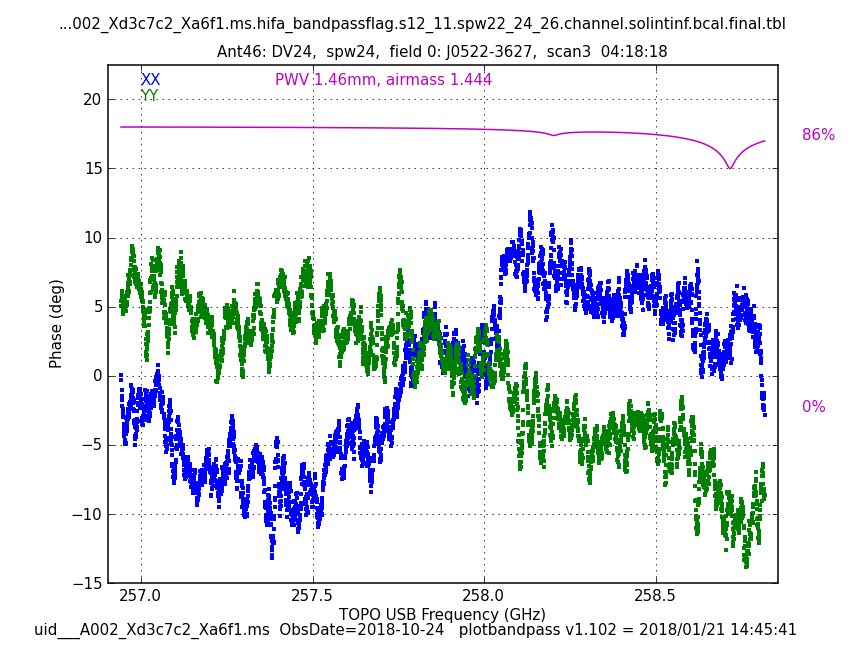 ...002_Xd3c7c2_Xa6f1.ms.hifa_bandpassflag.s12_11.spw22_24_26.channel.solintinf.bcal.final.tbl
Ant46: DV24,  spw24,  field 0: J0522-3627,  scan3  04:18:18
XX
PWV 1.46mm, airmass 1.444
YY
20
15
10
5
0
−5
−10
−15
86%
0%
Phase (deg)
257.0
257.5
258.0
258.5
TOPO USB Frequency (GHz)
uid___A002_Xd3c7c2_Xa6f1.ms  ObsDate=2018-10-24   plotbandpass v1.102 = 2018/01/21 14:45:41